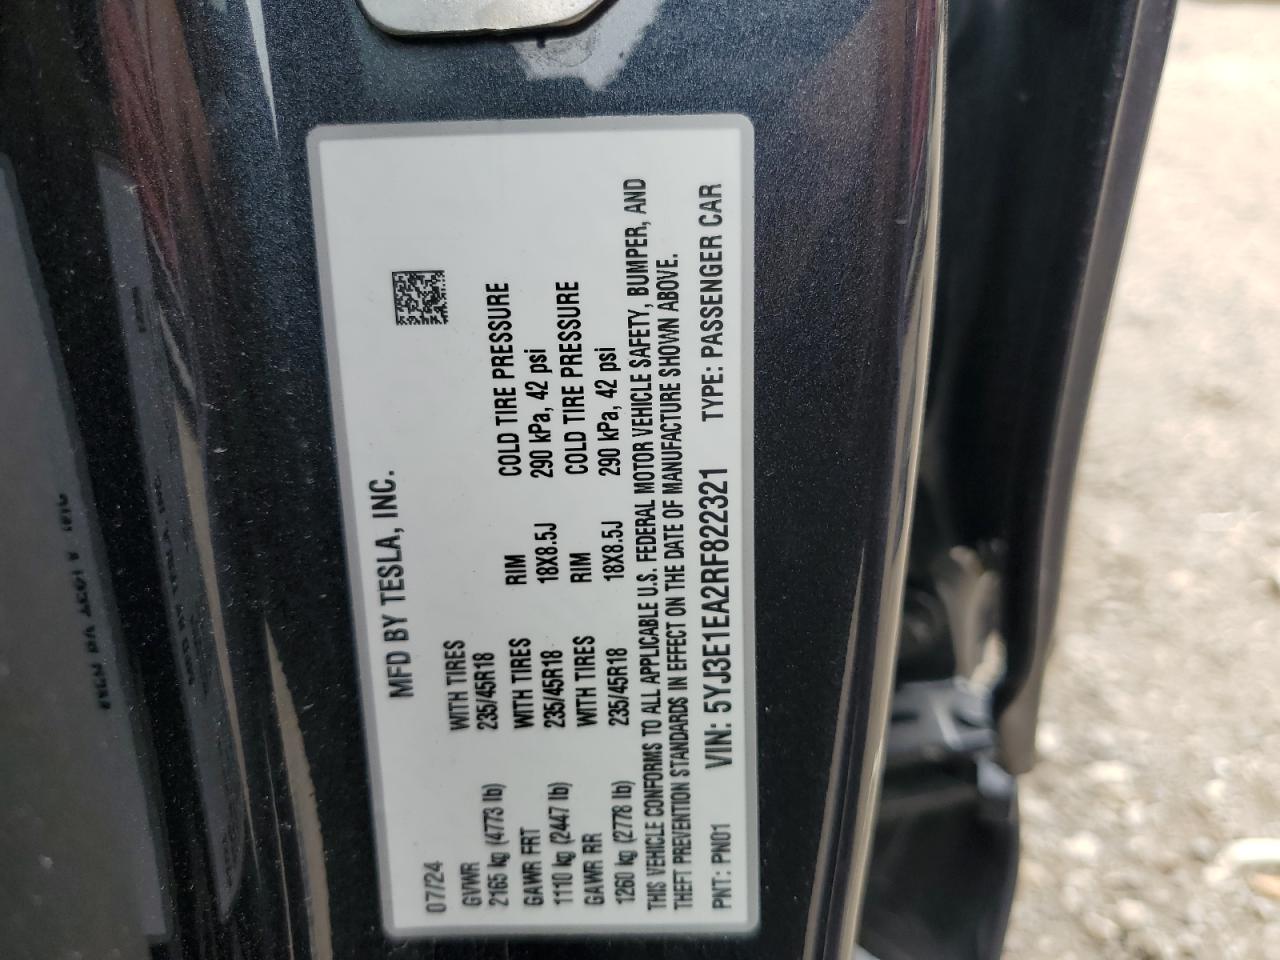 MFD BY TESLA, INC.
07/24
GVWR WITH TIRES RIM COLD TIRE PRESSURE
2165 kg (4773 lb) 235/45R18 18X8.5J 290 kPa, 42 psi
GAWR FRT WITH TIRES RIM COLD TIRE PRESSURE
1110 kg (2447 lb) 235/45R18 18X8.5J 290 kPa, 42 psi
GAWR RR WITH TIRES
1260 kg (2778 lb) 235/45R18
THIS VEHICLE CONFORMS TO ALL APPLICABLE U.S. FEDERAL MOTOR VEHICLE SAFETY, BUMPER, AND
THEFT PREVENTION STANDARDS IN EFFECT ON THE DATE OF MANUFACTURE SHOWN ABOVE.
PNT: PN01 VIN: 5YJ3E1EA2RF822321 TYPE: PASSENGER CAR